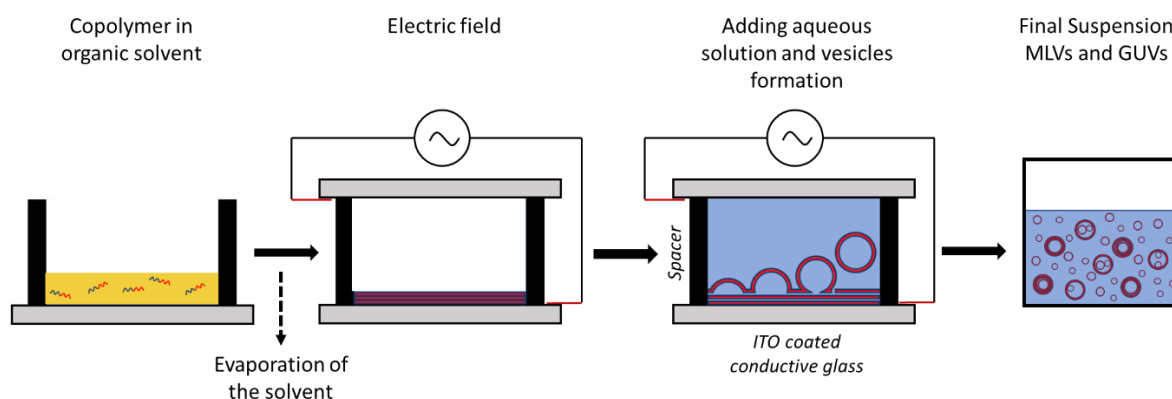 Copolymer in
organic solvent
Electric field
Adding aqueous
solution and vesicles
formation
Final Suspension
MLVs and GUVs
Spacer
ITO coated
conductive glass
Evaporation of
the solvent